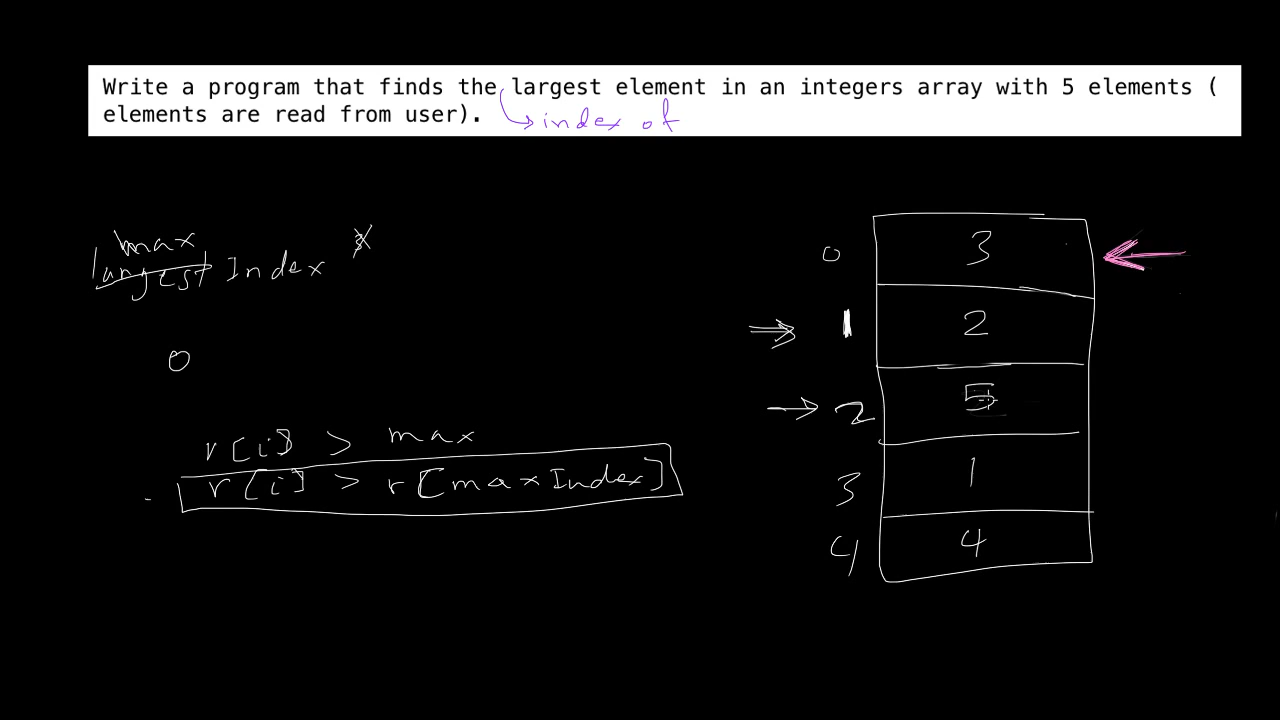 Write a program that finds the largest element in an integers array with 5 elements (
elements are read from user).
index of
max
largest Index
0
r[i] > max
r[i] > r[maxIndex]
0 3
1 2
2 5
3 1
4 4